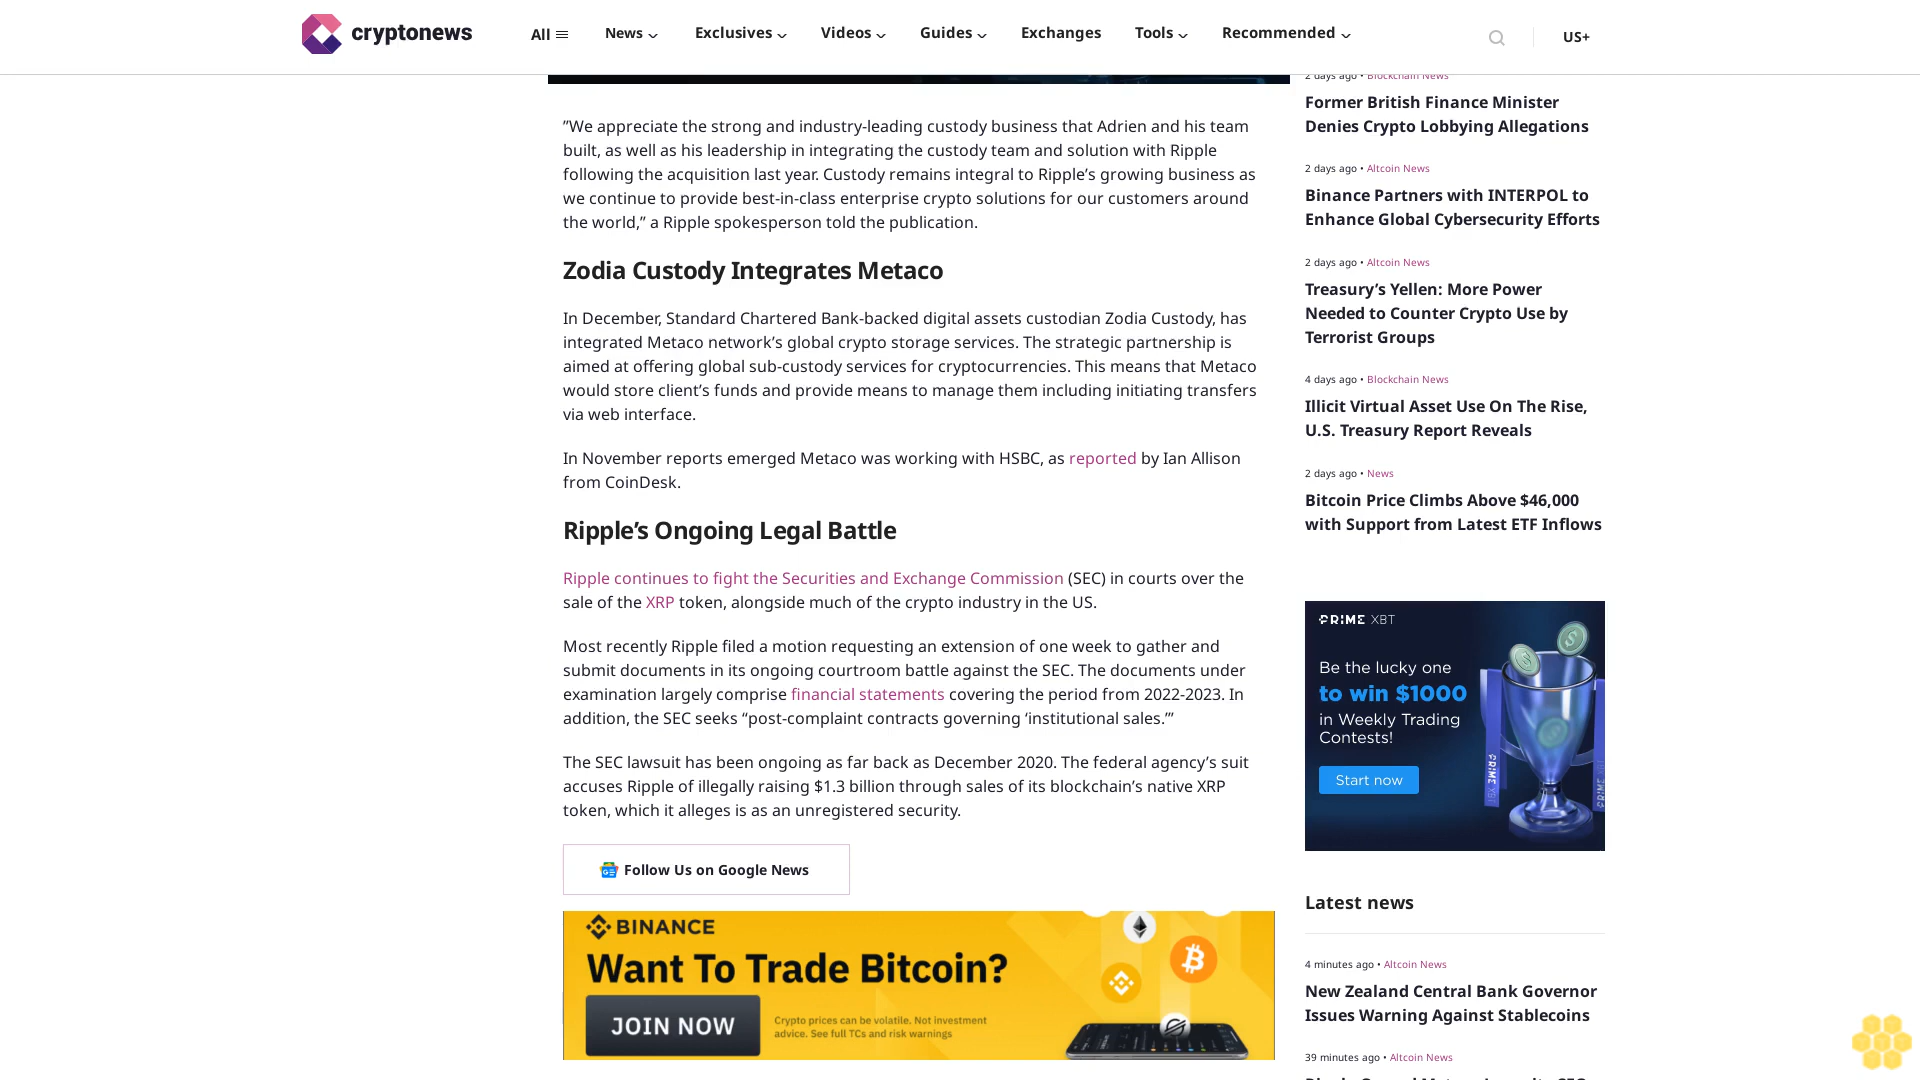 cryptonews
All
News
Exclusives
Videos
Guides
Exchanges
Tools
Recommended
US+
”We appreciate the strong and industry-leading custody business that Adrien and his team
built, as well as his leadership in integrating the custody team and solution with Ripple
following the acquisition last year. Custody remains integral to Ripple’s growing business as
we continue to provide best-in-class enterprise crypto solutions for our customers around
the world,” a Ripple spokesperson told the publication.
Zodia Custody Integrates Metaco
In December, Standard Chartered Bank-backed digital assets custodian Zodia Custody, has
integrated Metaco network’s global crypto storage services. The strategic partnership is
aimed at offering global sub-custody services for cryptocurrencies. This means that Metaco
would store client’s funds and provide means to manage them including initiating transfers
via web interface.
In November reports emerged Metaco was working with HSBC, as reported by Ian Allison
from CoinDesk.
Ripple’s Ongoing Legal Battle
Ripple continues to fight the Securities and Exchange Commission (SEC) in courts over the
sale of the XRP token, alongside much of the crypto industry in the US.
Most recently Ripple filed a motion requesting an extension of one week to gather and
submit documents in its ongoing courtroom battle against the SEC. The documents under
examination largely comprise financial statements covering the period from 2022-2023. In
addition, the SEC seeks “post-complaint contracts governing ‘institutional sales.’”
The SEC lawsuit has been ongoing as far back as December 2020. The federal agency’s suit
accuses Ripple of illegally raising $1.3 billion through sales of its blockchain’s native XRP
token, which it alleges is as an unregistered security.
Follow Us on Google News
BINANCE
Want To Trade Bitcoin?
JOIN NOW
Crypto prices can be volatile. Not investment
advice. See full TCs and risk warnings
2 days ago • Blockchain News
Former British Finance Minister
Denies Crypto Lobbying Allegations
2 days ago • Altcoin News
Binance Partners with INTERPOL to
Enhance Global Cybersecurity Efforts
2 days ago • Altcoin News
Treasury’s Yellen: More Power
Needed to Counter Crypto Use by
Terrorist Groups
4 days ago • Blockchain News
Illicit Virtual Asset Use On The Rise,
U.S. Treasury Report Reveals
2 days ago • News
Bitcoin Price Climbs Above $46,000
with Support from Latest ETF Inflows
PRIME XBT
Be the lucky one
to win $1000
in Weekly Trading
Contests!
Start now
PRIME XBT
Latest news
4 minutes ago • Altcoin News
New Zealand Central Bank Governor
Issues Warning Against Stablecoins
39 minutes ago • Altcoin News